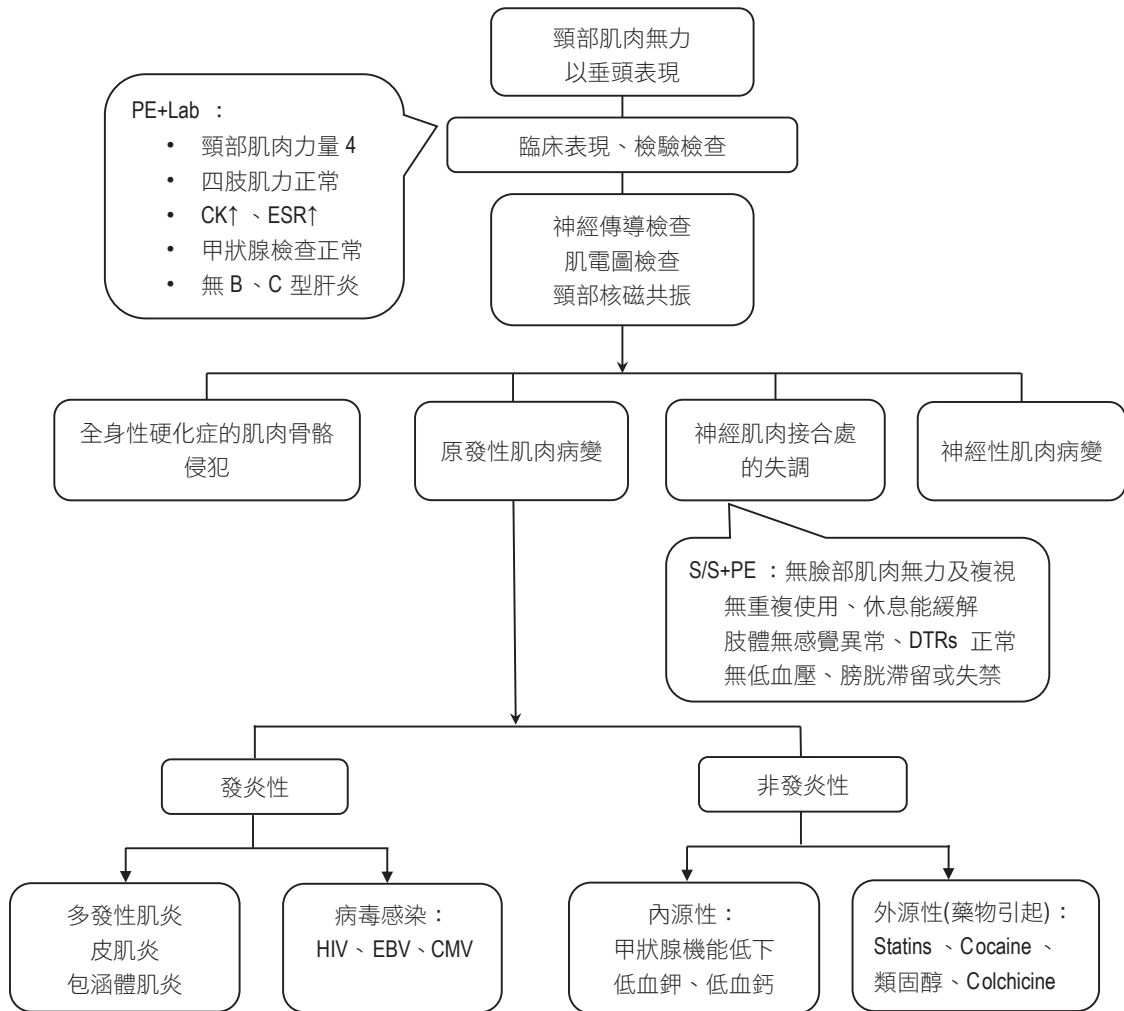 頸部肌肉無力
以垂頭表現
PE+Lab ：
• 頸部肌肉力量 4
• 四肢肌力正常
• CK↑ 、ESR↑
• 甲狀腺檢查正常
• 無 B 、C 型肝炎
臨床表現、檢驗檢查
神經傳導檢查
肌電圖檢查
頸部核磁共振
全身性硬化症的肌肉骨骼
侵犯
原發性肌肉病變
神經肌肉接合處
的失調
神經性肌肉病變
S/S+PE ：無臉部肌肉無力及複視
無重複使用、休息能緩解
肢體無感覺異常、DTRs 正常
無低血壓、膀胱滯留或失禁
發炎性
非發炎性
多發性肌炎
皮肌炎
包涵體肌炎
病毒感染：
HIV、EBV、CMV
內源性：
甲狀腺機能低下
低血鉀、低血鈣
外源性(藥物引起)：
Statins 、Cocaine 、
類固醇、Colchicine